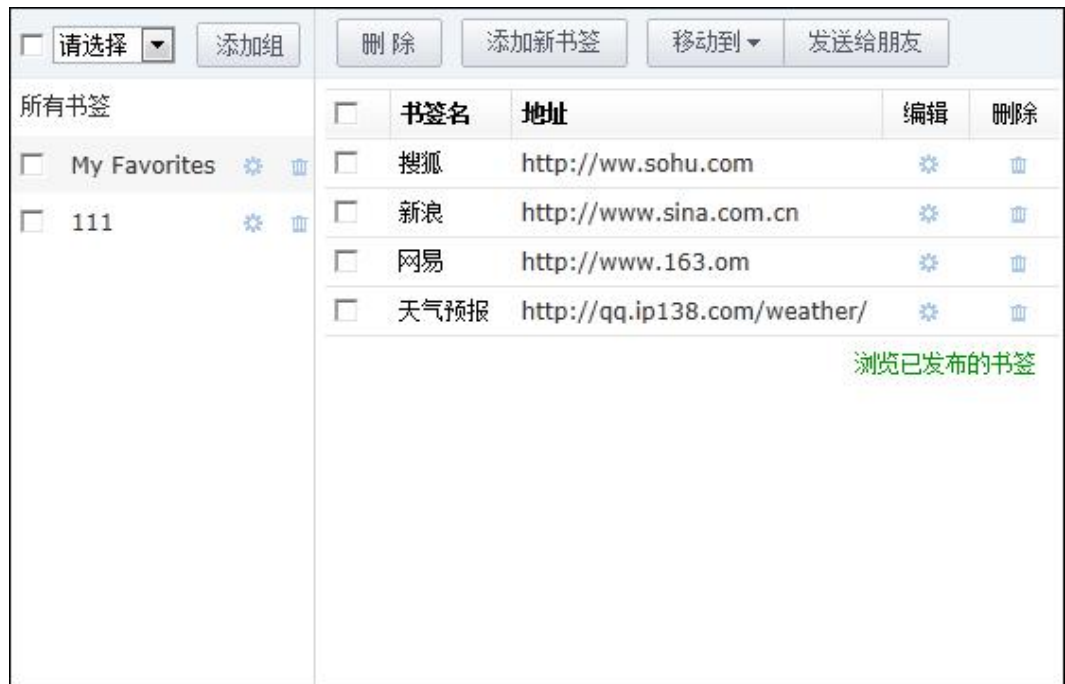 请选择 添加组 删 除 添加新书签 移动到 发送给朋友
所有书签
My Favorites
111
书签名 地址 编辑 删除
搜狐 http://ww.sohu.com
新浪 http://www.sina.com.cn
网易 http://www.163.om
天气预报 http://qq.ip138.com/weather/
浏览已发布的书签